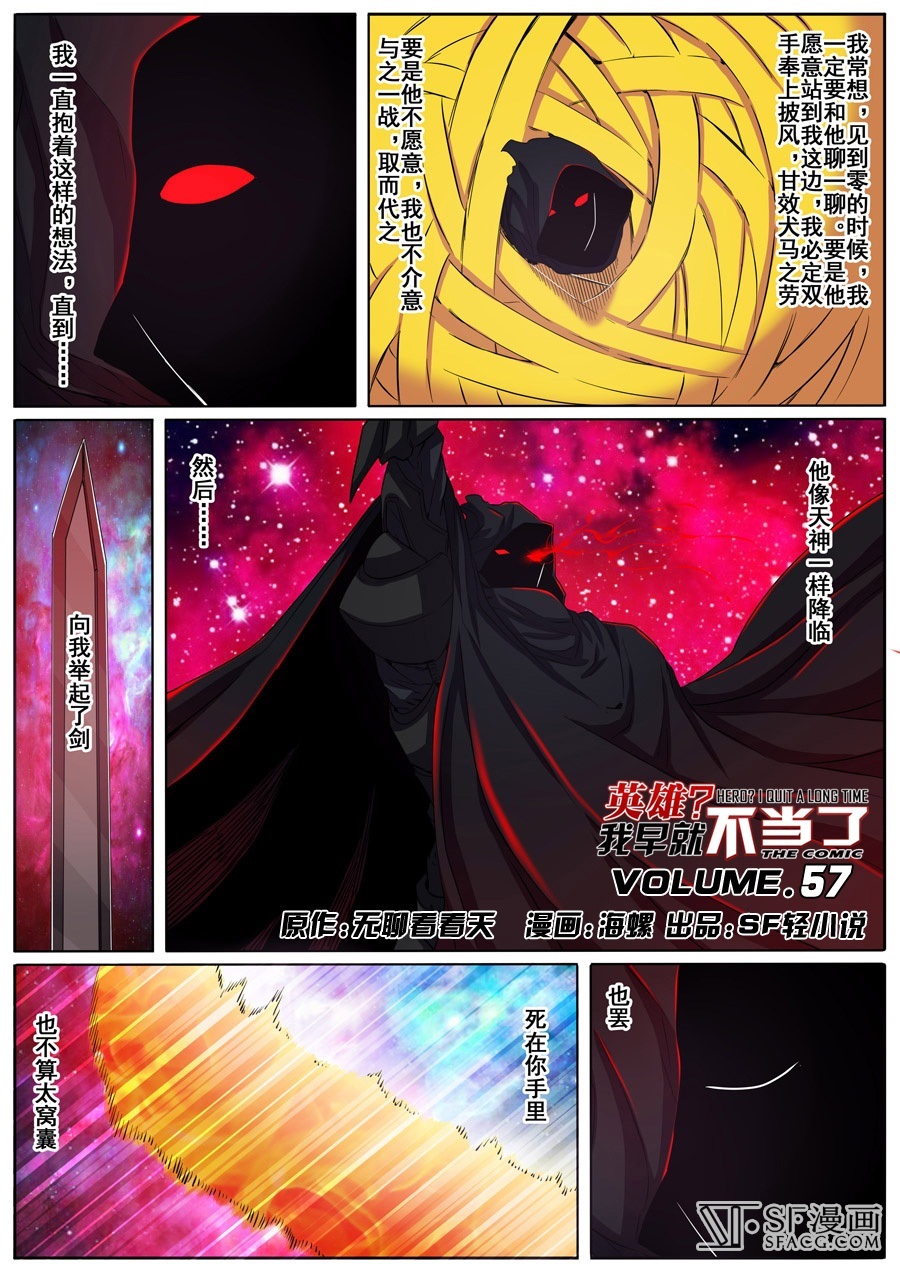 我常想，见到零的时候，我
一定要和他聊一聊。要是他
愿意站到我这边，我必定双
手奉上披风，甘效犬马之劳
要是他不愿意，我也不介意
与之一战，取而代之
我一直抱着这样的想法，直到……
他像天神一样降临
然后……
向我举起了剑
英雄？
HERO? I QUIT A LONG TIME
我早就
不当了
THE COMIC
VOLUME. 57
原作：无聊看看天 漫画：海螺 出品：SF轻小说
也罢
死在你手里
也不算太窝囊
SF漫画
SFACG.COM